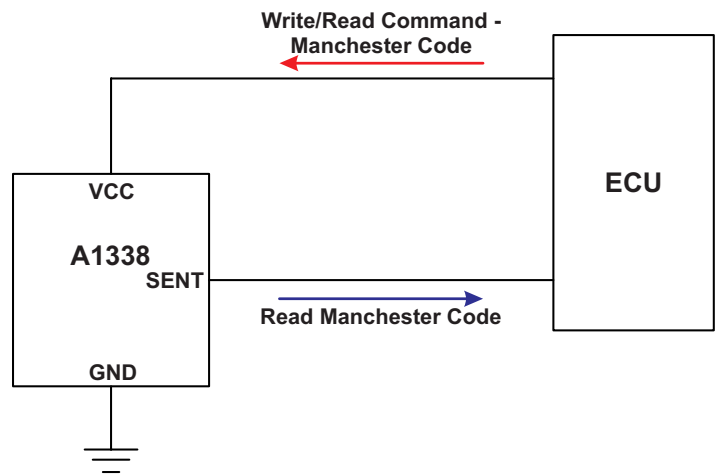 Write/Read Command -
Manchester Code
ECU
VCC
A1338
SENT
Read Manchester Code
GND